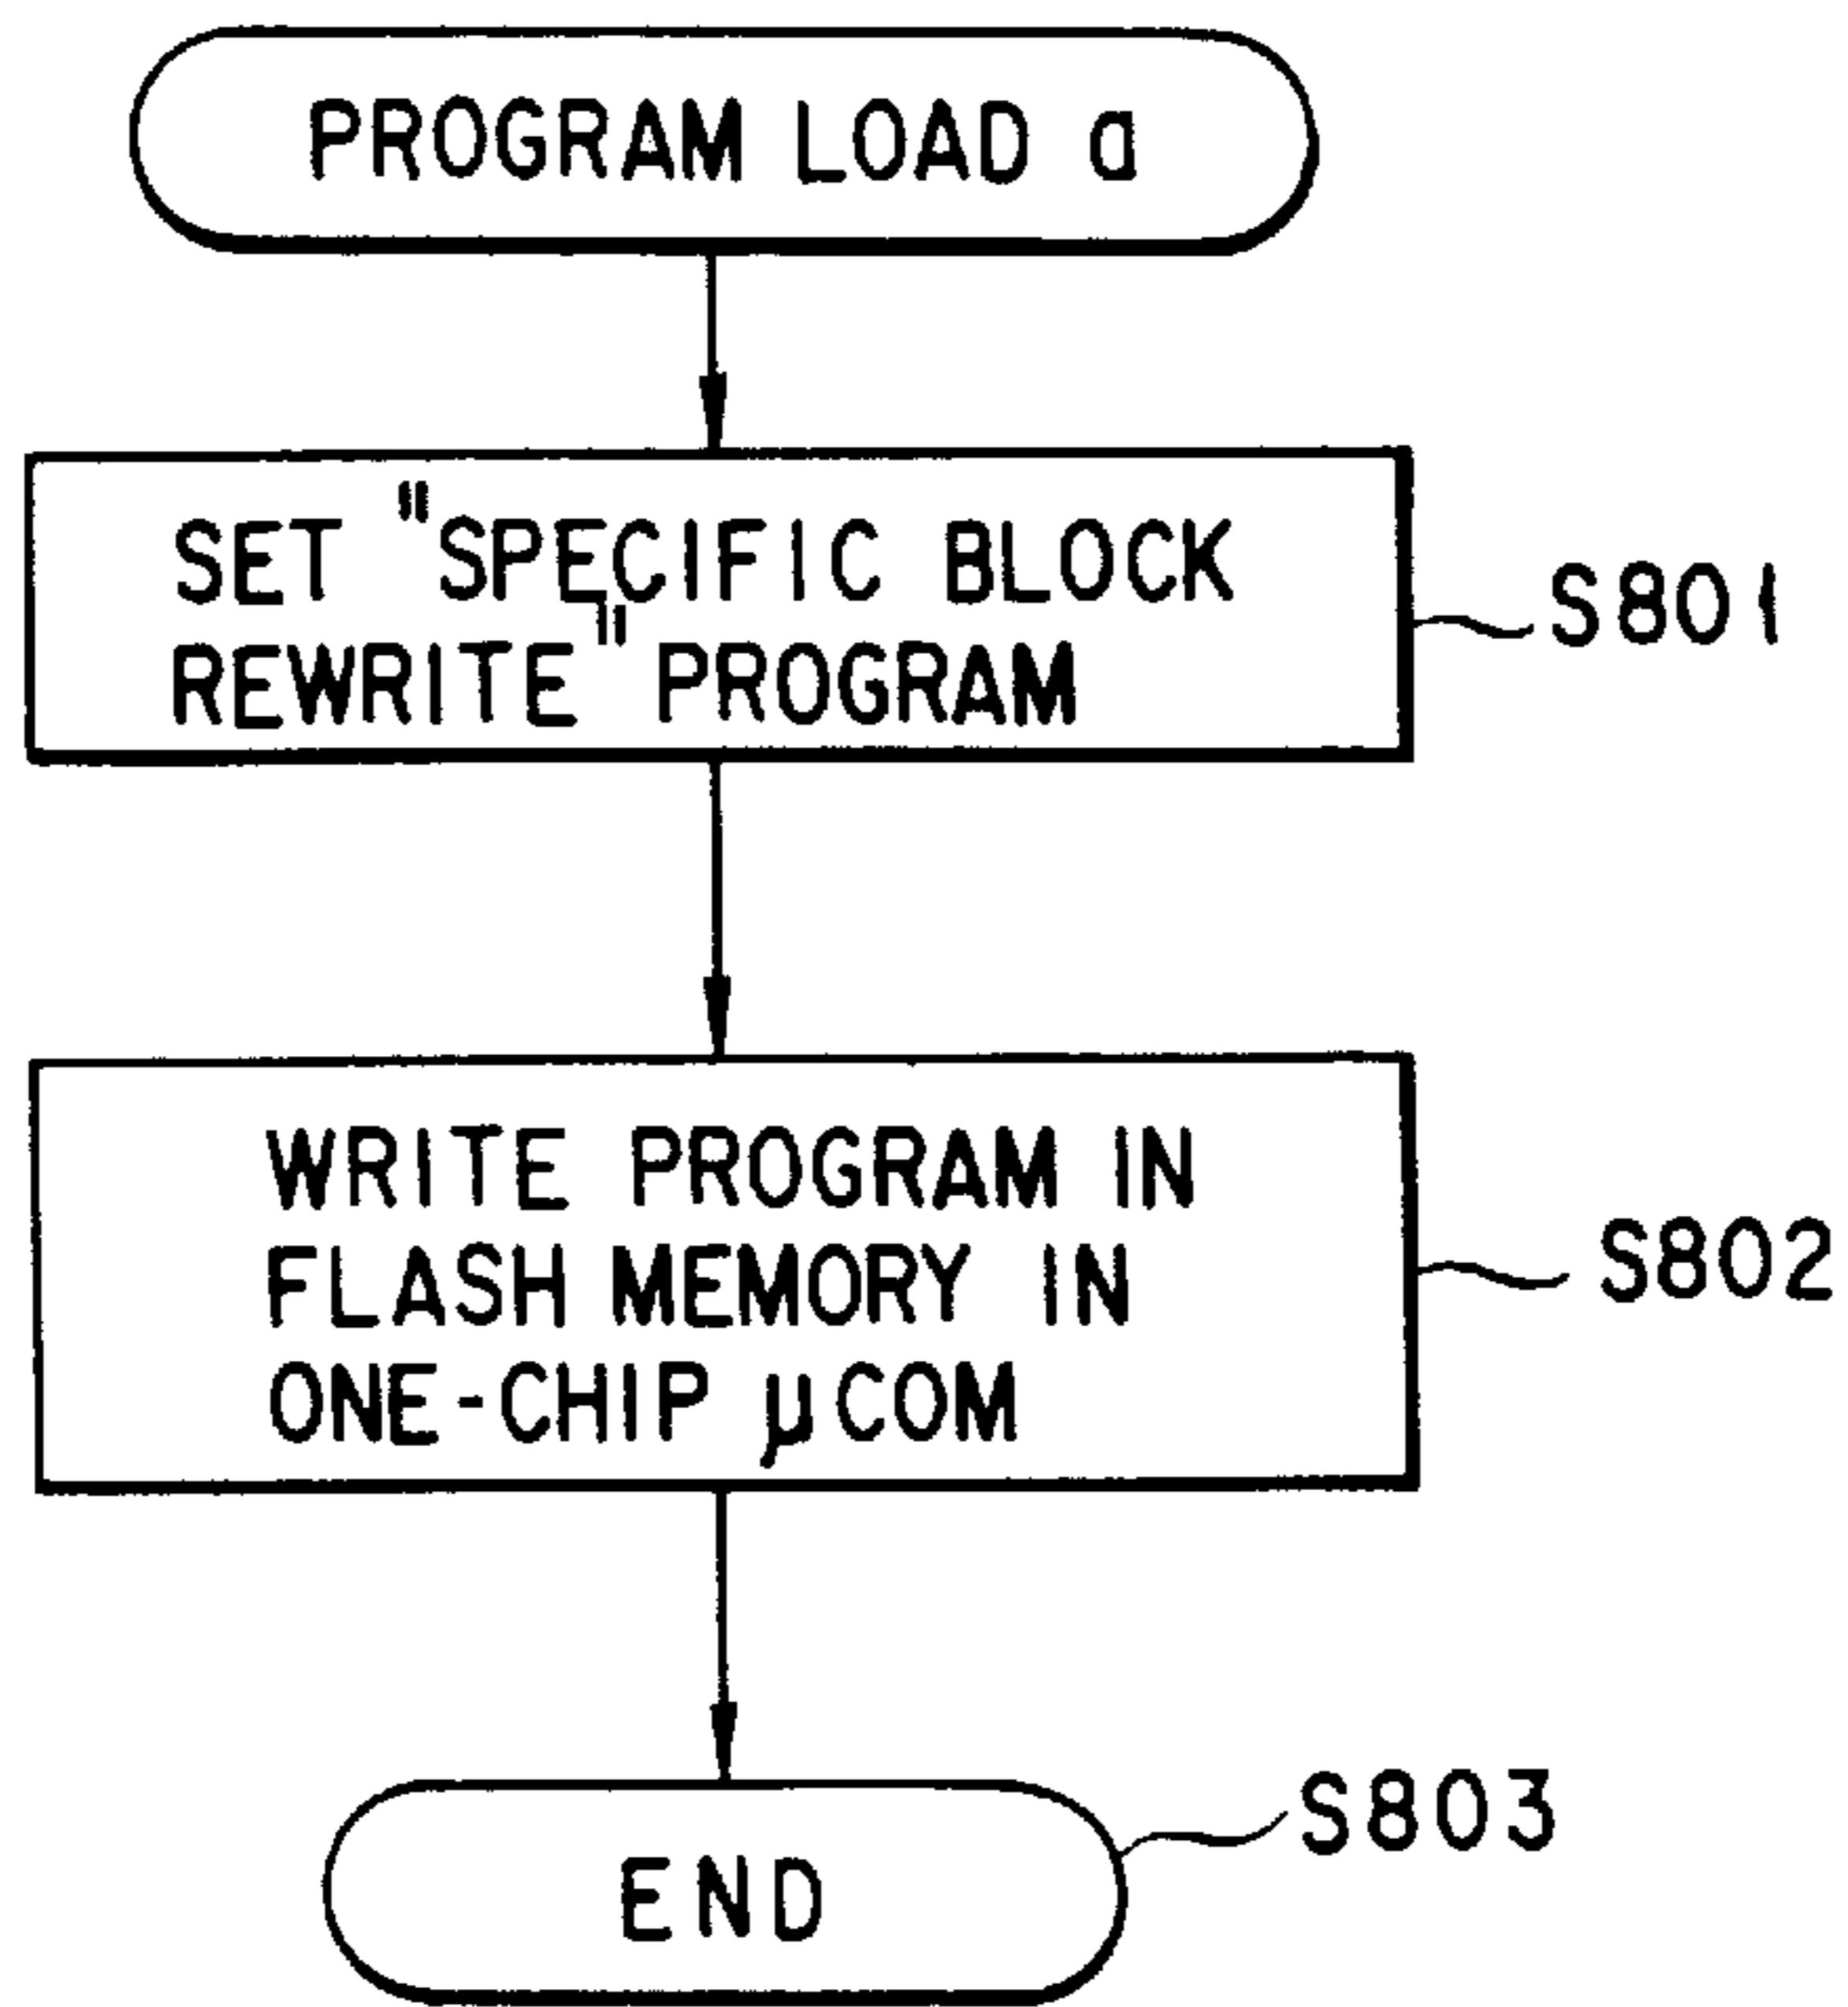 PROGRAM LOAD a
SET "SPECIFIC BLOCK
REWRITE" PROGRAM
S801
WRITE PROGRAM IN
FLASH MEMORY IN
ONE-CHIP μCOM
S802
S803
END